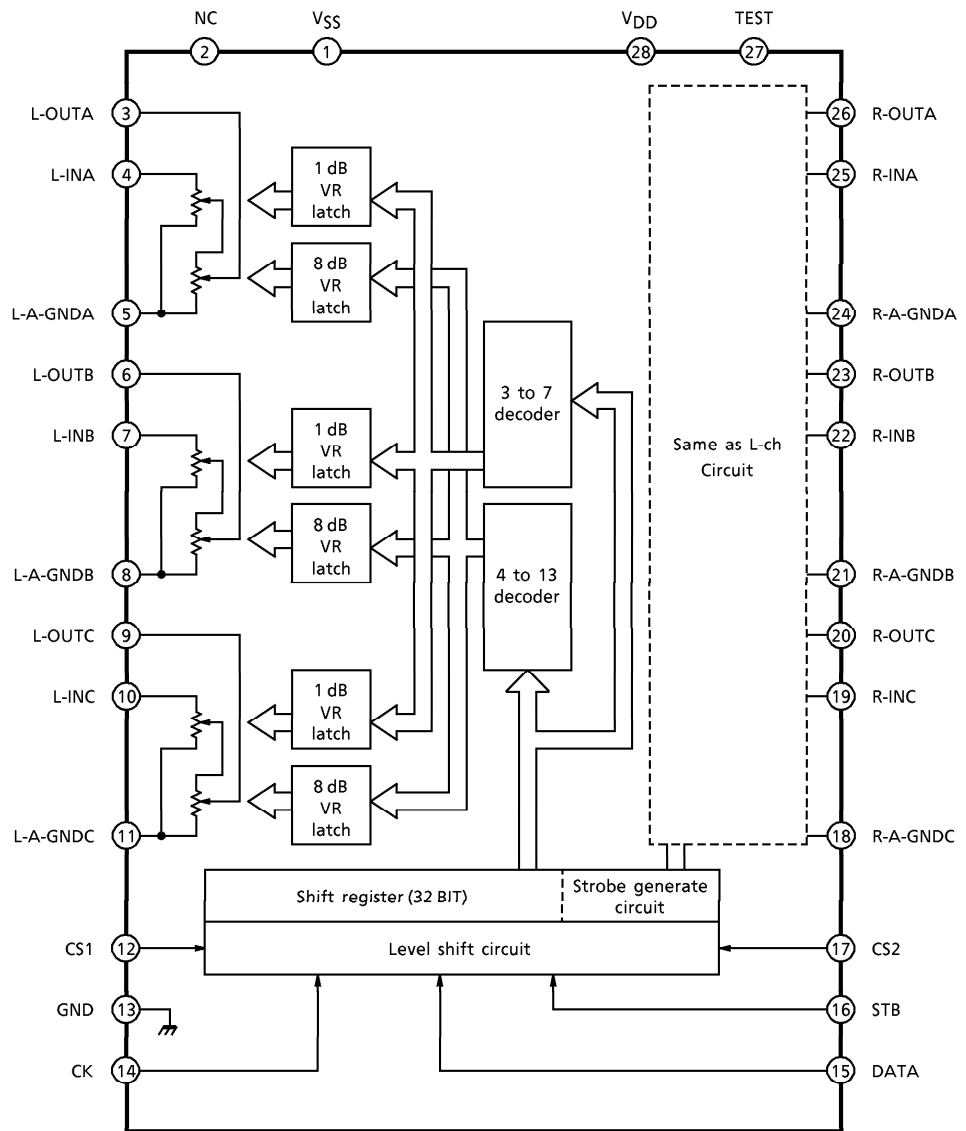 NC
VSS
VDD
TEST
2
1
28
27
L-OUTA
3
26
R-OUTA
L-INA
4
1 dB
VR
latch
25
R-INA
8 dB
VR
latch
L-A-GNDA
5
24
R-A-GNDA
L-OUTB
6
3 to 7
decoder
23
R-OUTB
L-INB
7
1 dB
VR
latch
Same as L-ch
Circuit
22
R-INB
8 dB
VR
latch
4 to 13
decoder
L-A-GNDB
8
21
R-A-GNDB
L-OUTC
9
20
R-OUTC
L-INC
10
1 dB
VR
latch
19
R-INC
8 dB
VR
latch
L-A-GNDC
11
18
R-A-GNDC
Shift register (32 BIT)
Strobe generate
circuit
CS1
12
Level shift circuit
17
CS2
GND
13
16
STB
CK
14
15
DATA